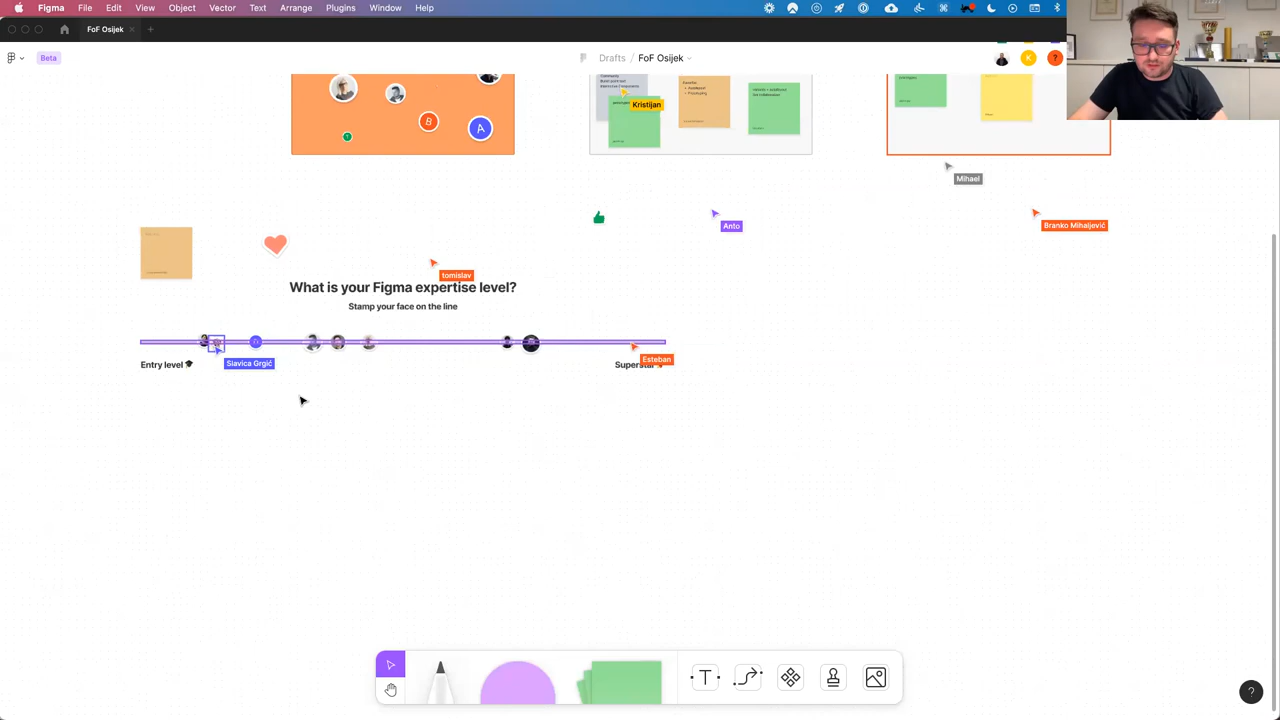 Figma File Edit View Object Vector Text Arrange Plugins Window Help
FoF Osijek
Beta
Drafts / FoF Osijek
K
?
Kristijan
B
A
Mihael
Anto
Branko Mihaljević
tomislav
What is your Figma expertise level?
Stamp your face on the line
Entry level
Slavica Grgić
Esteban
T
?